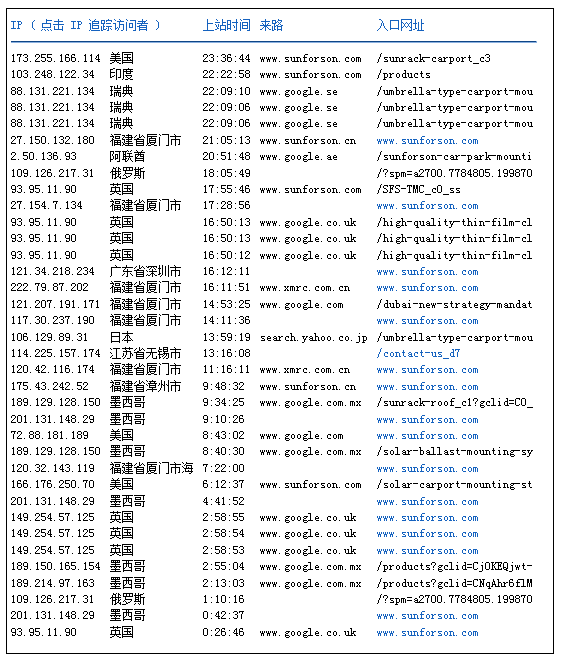 IP ( 点击 IP 追踪访问者 ) 上站时间 来路 入口网址
173.255.166.114 美国 23:36:44 www.sunforson.com /sunrack-carport_c3
103.248.122.34 印度 22:22:58 www.sunforson.com /products
88.131.221.134 瑞典 22:09:10 www.google.se /umbrella-type-carport-mou
88.131.221.134 瑞典 22:09:06 www.google.se /umbrella-type-carport-mou
88.131.221.134 瑞典 22:09:06 www.google.se /umbrella-type-carport-mou
27.150.132.180 福建省厦门市 21:05:13 www.sunforson.cn www.sunforson.com
2.50.136.93 阿联酋 20:51:48 www.google.ae /sunforson-car-park-mounti
109.126.217.31 俄罗斯 18:05:49 /?spm=a2700.7784805.199870
93.95.11.90 英国 17:55:46 www.sunforson.com /SFS-TMC_c0_ss
27.154.7.134 福建省厦门市 17:28:56 www.sunforson.com
93.95.11.90 英国 16:50:13 www.google.co.uk /high-quality-thin-film-cl
93.95.11.90 英国 16:50:13 www.google.co.uk /high-quality-thin-film-cl
93.95.11.90 英国 16:50:12 www.google.co.uk /high-quality-thin-film-cl
121.34.218.234 广东省深圳市 16:12:11 www.sunforson.com
222.79.87.202 福建省厦门市 16:11:51 www.xmrc.com.cn www.sunforson.com
121.207.191.171 福建省厦门市 14:53:25 www.google.com /dubai-new-strategy-mandat
117.30.237.190 福建省厦门市 14:11:36 www.sunforson.com
106.129.89.31 日本 13:59:19 search.yahoo.co.jp /umbrella-type-carport-mou
114.225.157.174 江苏省无锡市 13:16:08 /contact-us_d7
120.42.116.174 福建省厦门市 11:16:11 www.xmrc.com.cn www.sunforson.com
175.43.242.52 福建省漳州市 9:48:32 www.sunforson.cn www.sunforson.com
189.129.128.150 墨西哥 9:34:25 www.google.com.mx /sunrack-roof_c1?gclid=CO_
201.131.148.29 墨西哥 9:10:26 www.sunforson.com
72.88.181.189 美国 8:43:02 www.google.com www.sunforson.com
189.129.128.150 墨西哥 8:40:30 www.google.com.mx /solar-ballast-mounting-sy
120.32.143.119 福建省厦门市海 7:22:00 www.sunforson.com
166.176.250.70 美国 6:12:37 www.sunforson.com /solar-carport-mounting-st
201.131.148.29 墨西哥 4:41:52 www.sunforson.com
149.254.57.125 英国 2:58:55 www.google.co.uk www.sunforson.com
149.254.57.125 英国 2:58:54 www.google.co.uk www.sunforson.com
149.254.57.125 英国 2:58:53 www.google.co.uk www.sunforson.com
189.150.165.154 墨西哥 2:55:04 www.google.com.mx /products?gclid=CjOKEQjwt-
189.214.97.163 墨西哥 2:13:03 www.google.com.mx /products?gclid=CNqAhr6flM
109.126.217.31 俄罗斯 1:10:16 /?spm=a2700.7784805.199870
201.131.148.29 墨西哥 0:42:37 www.sunforson.com
93.95.11.90 英国 0:26:46 www.google.co.uk www.sunforson.com